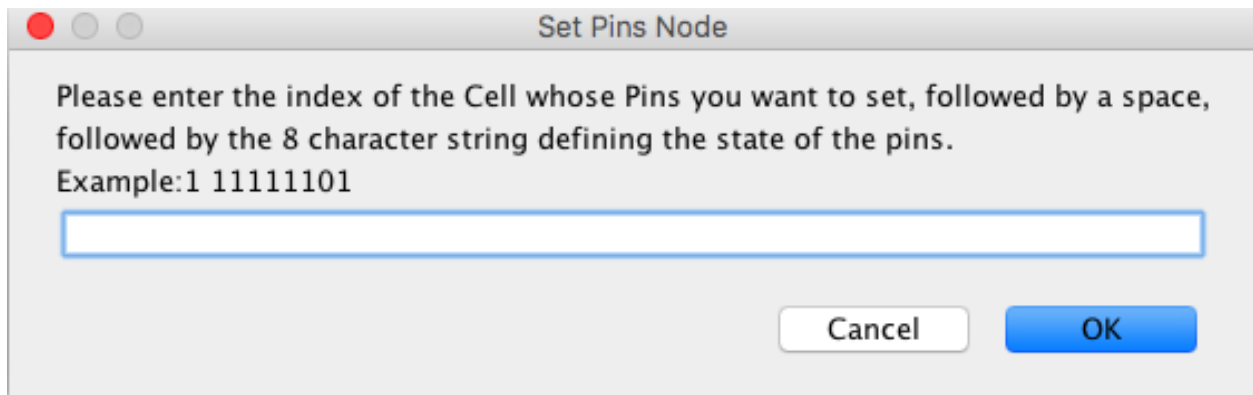 Set Pins Node
Please enter the index of the Cell whose Pins you want to set, followed by a space,
followed by the 8 character string defining the state of the pins.
Example:1 11111101
Cancel
OK